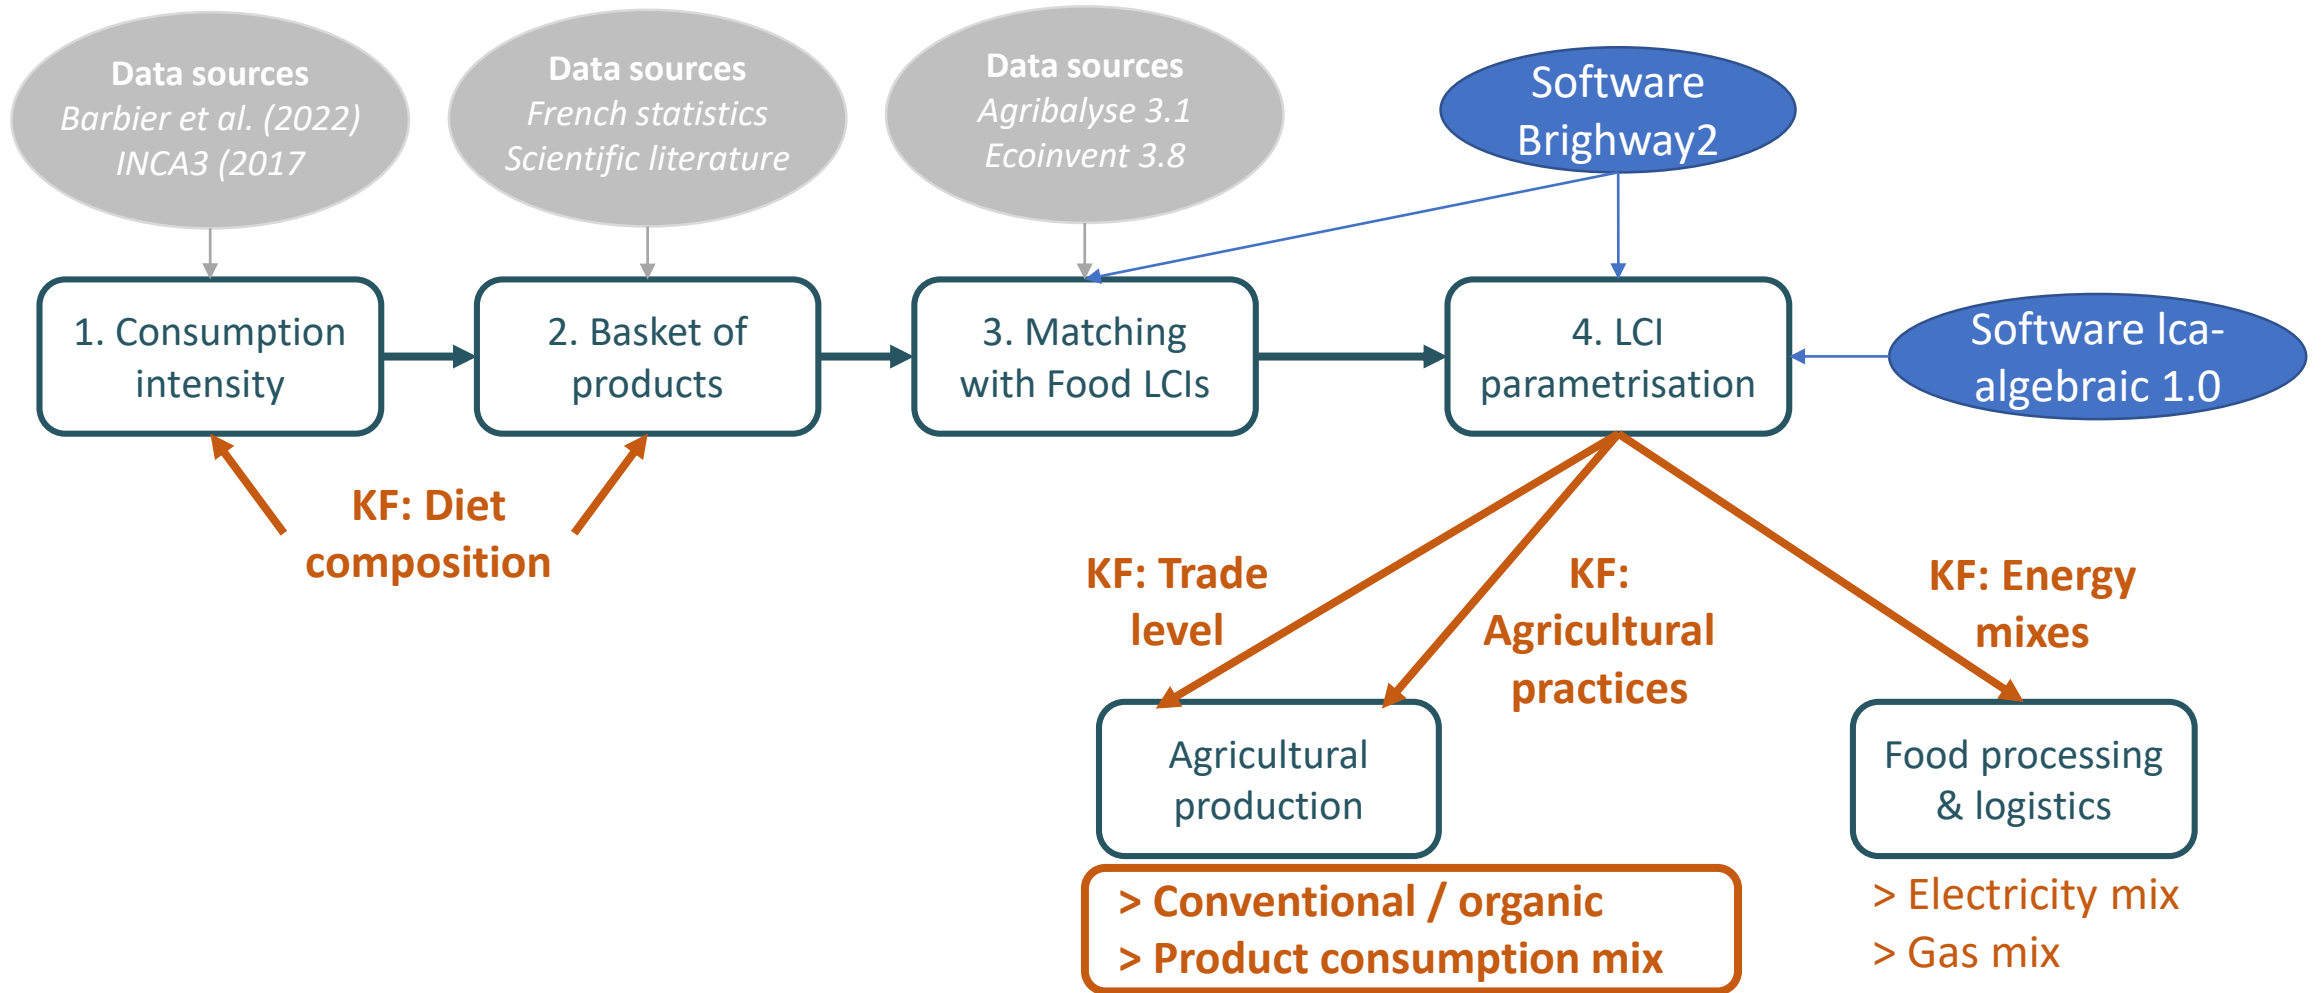 Data sources
Barbier et al. (2022)
INCA3 (2017
Data sources
French statistics
Scientific literature
Data sources
Agribalyse 3.1
Ecoinvent 3.8
Software
Brighway2
1. Consumption
intensity
2. Basket of
products
3. Matching
with Food LCIs
4. LCI
parametrisation
Software lca-
algebraic 1.0
KF: Diet
composition
KF: Trade
level
KF:
Agricultural
practices
KF: Energy
mixes
Agricultural
production
Food processing
& logistics
> Conventional / organic
> Product consumption mix
> Electricity mix
> Gas mix